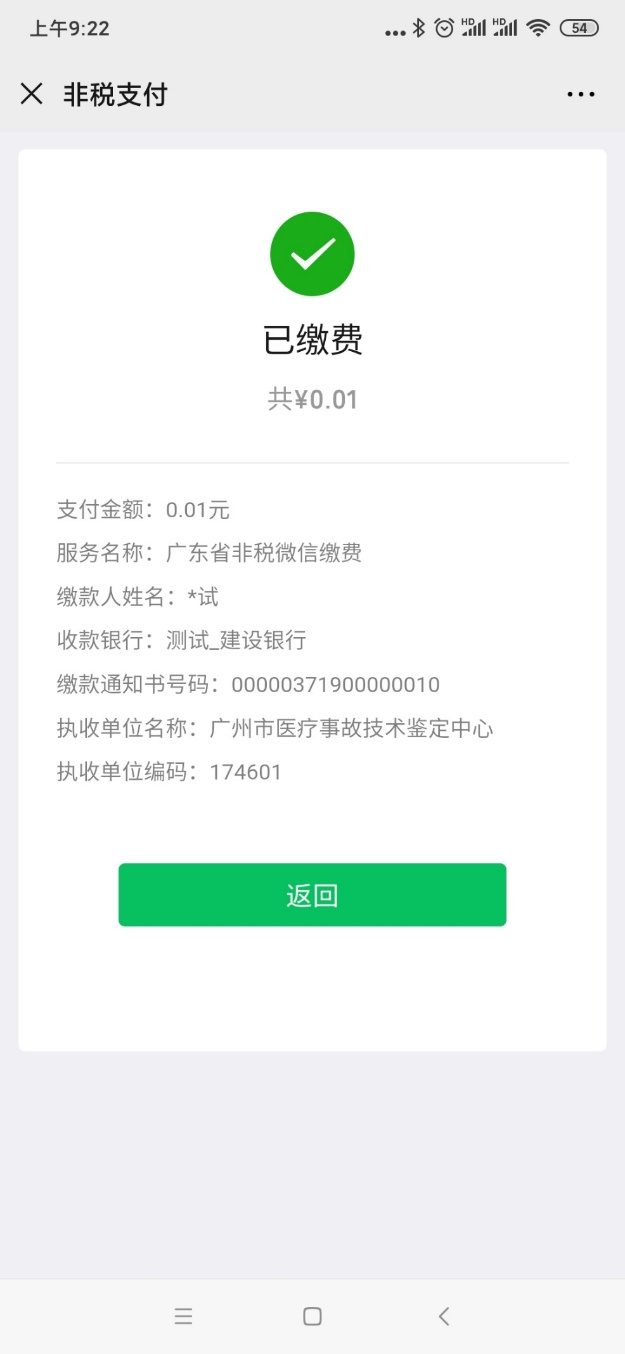 上午9:22
HD HD 54
非税支付
已缴费
共¥0.01
支付金额：0.01元
服务名称：广东省非税微信缴费
缴款人姓名：*试
收款银行：测试_建设银行
缴款通知书号码：00000371900000010
执收单位名称：广州市医疗事故技术鉴定中心
执收单位编码：174601
返回